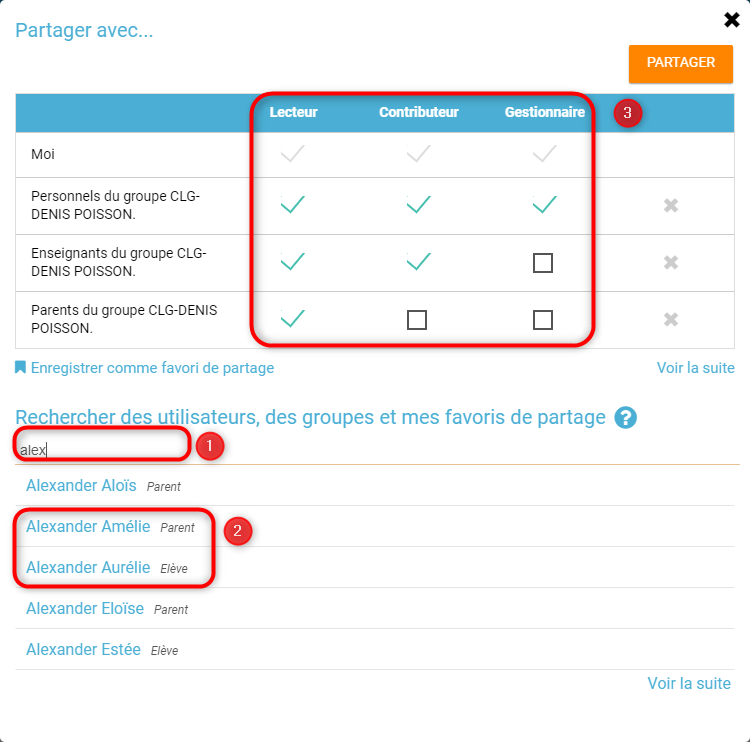 Partager avec...
PARTAGER
Lecteur Contributeur Gestionnaire 3
Moi
Personnels du groupe CLG-
DENIS POISSON.
Enseignants du groupe CLG-
DENIS POISSON.
Parents du groupe CLG-DENIS
POISSON.
Enregistrer comme favori de partage Voir la suite
Rechercher des utilisateurs, des groupes et mes favoris de partage ?
alex 1
Alexander Aloïs Parent
Alexander Amélie Parent 2
Alexander Aurélie Elève
Alexander Eloïse Parent
Alexander Estée Elève
Voir la suite